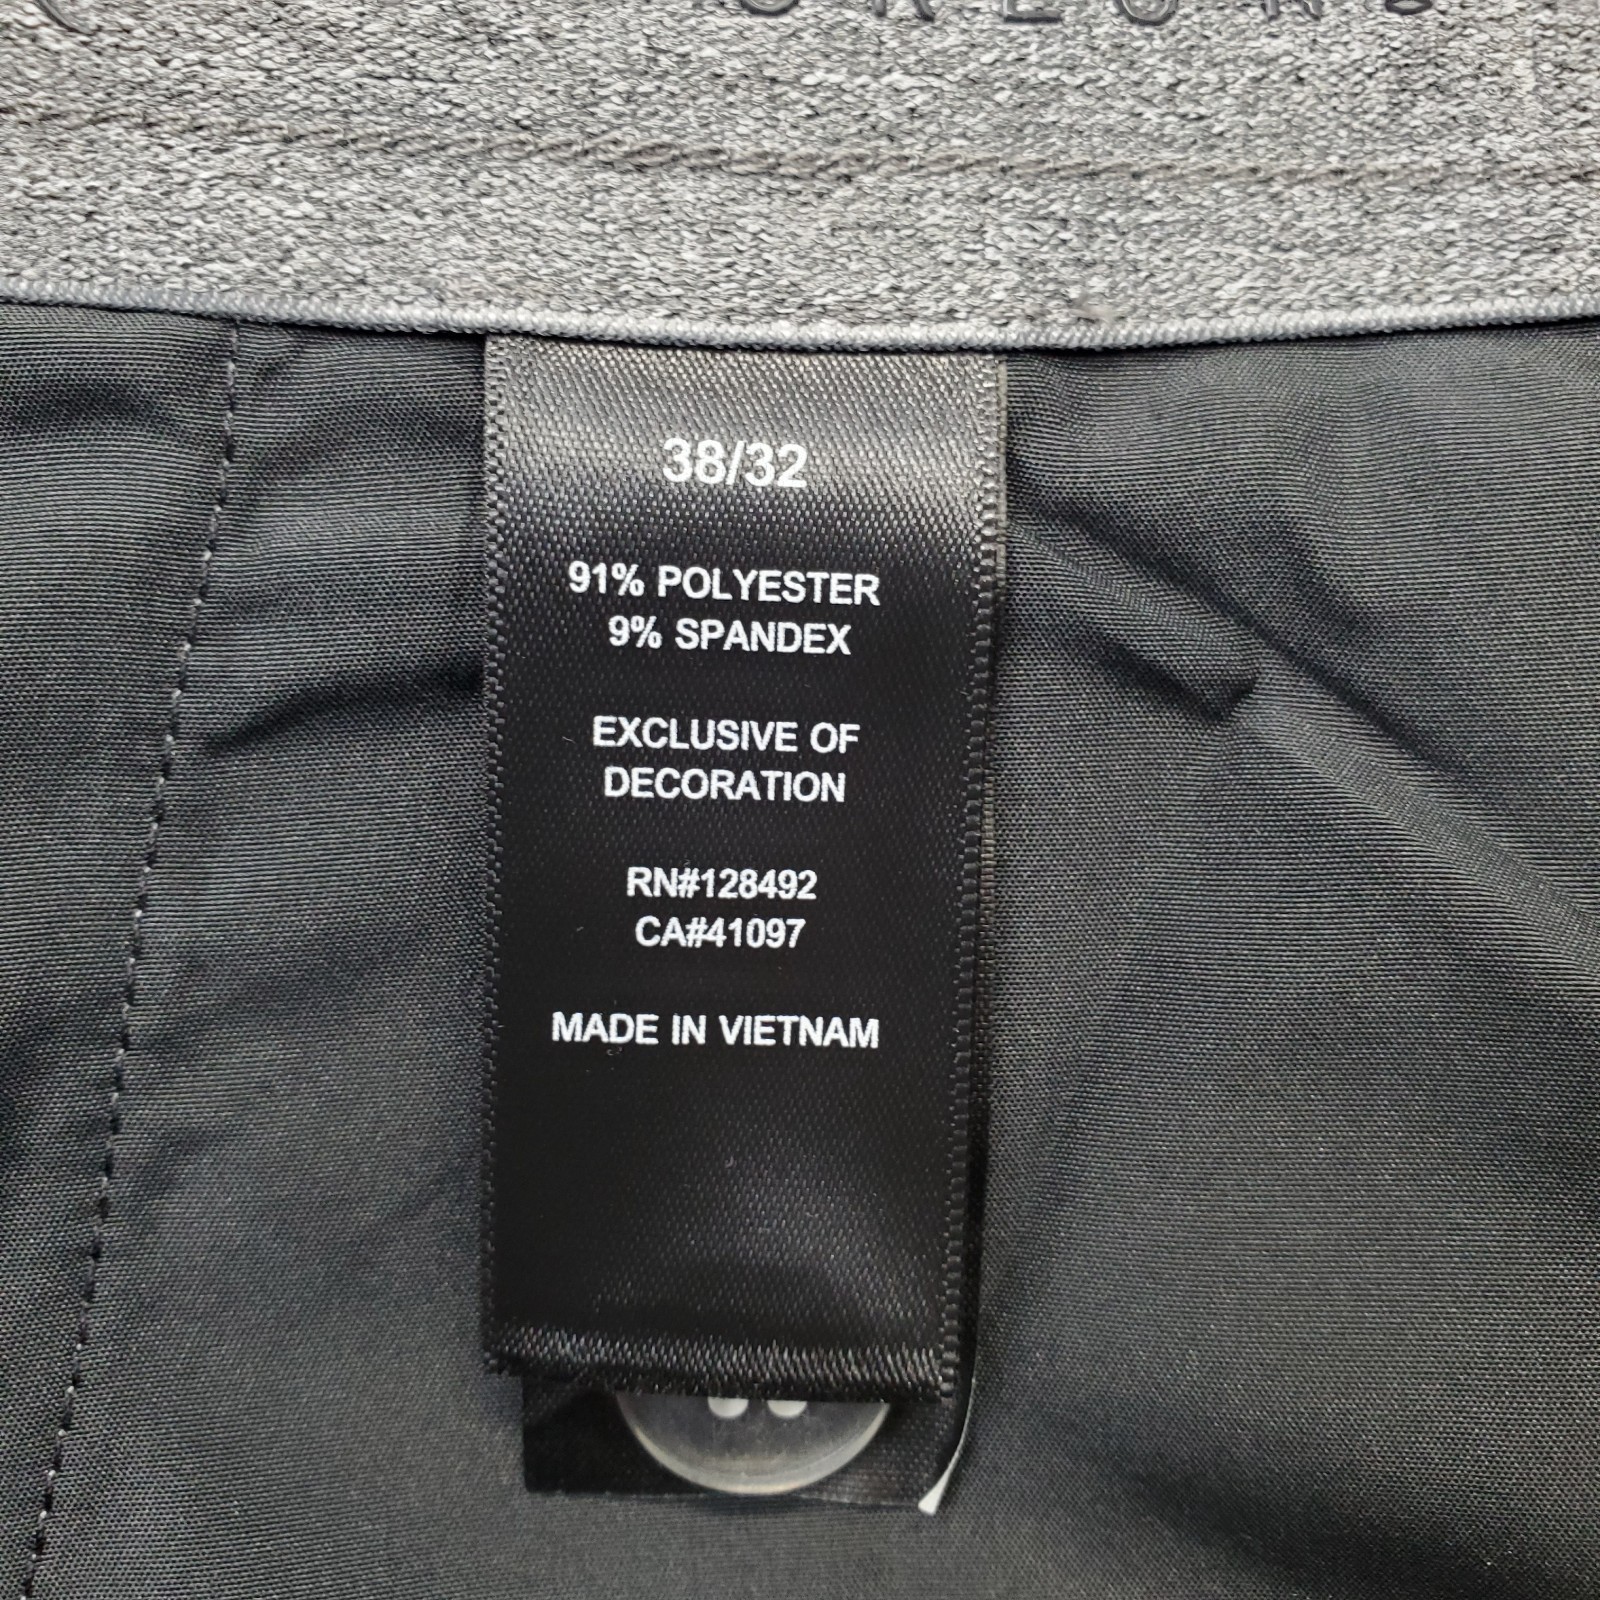 38/32
91% POLYESTER
9% SPANDEX
EXCLUSIVE OF
DECORATION
RN#128492
CA#41097
MADE IN VIETNAM